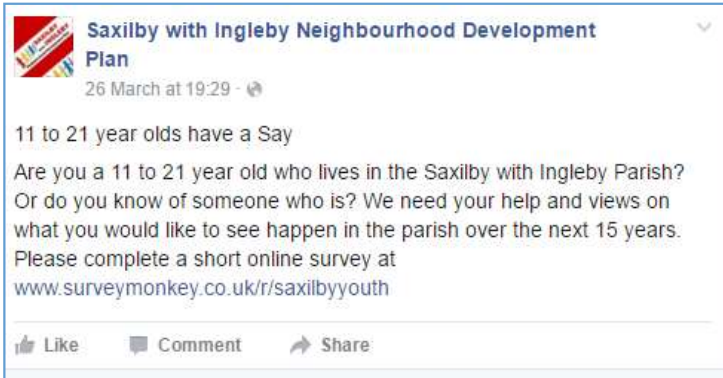 Saxilby with Ingleby Neighbourhood Development
Plan
26 March at 19:29 ·
11 to 21 year olds have a Say
Are you a 11 to 21 year old who lives in the Saxilby with Ingleby Parish?
Or do you know of someone who is? We need your help and views on
what you would like to see happen in the parish over the next 15 years.
Please complete a short online survey at
www.surveymonkey.co.uk/r/saxilbyyouth
Like Comment Share